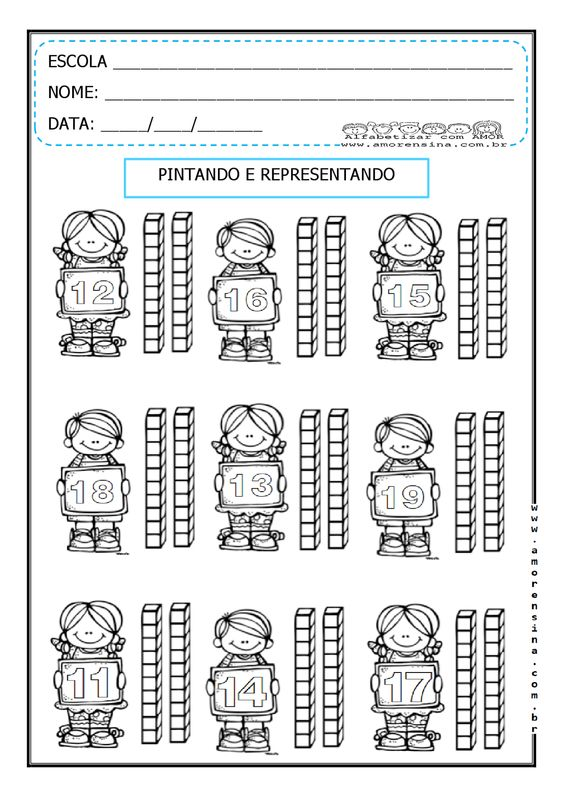 ESCOLA ___________________________________________
NOME: ____________________________________________
DATA: _____/____/_______
Alfabetizar com AMOR
www.amorensina.com.br
PINTANDO E REPRESENTANDO
12
16
15
18
13
19
11
14
17
www.amorensina.com.br